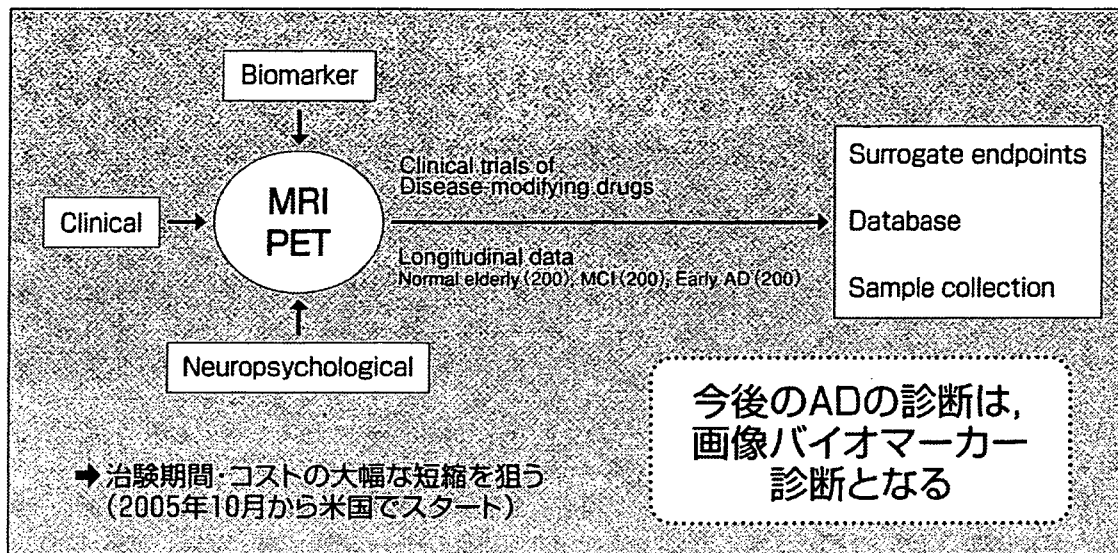 Biomarker
Clinical
MRI
PET
Neuropsychological
Clinical trials of
Disease-modifying drugs
Longitudinal data
Normal elderly (200), MCI (200), Early AD (200)
Surrogate endpoints
Database
Sample collection
➡治験期間・コストの大幅な短縮を狙う
（2005年10月から米国でスタート）
今後のADの診断は,
画像バイオマーカー
診断となる